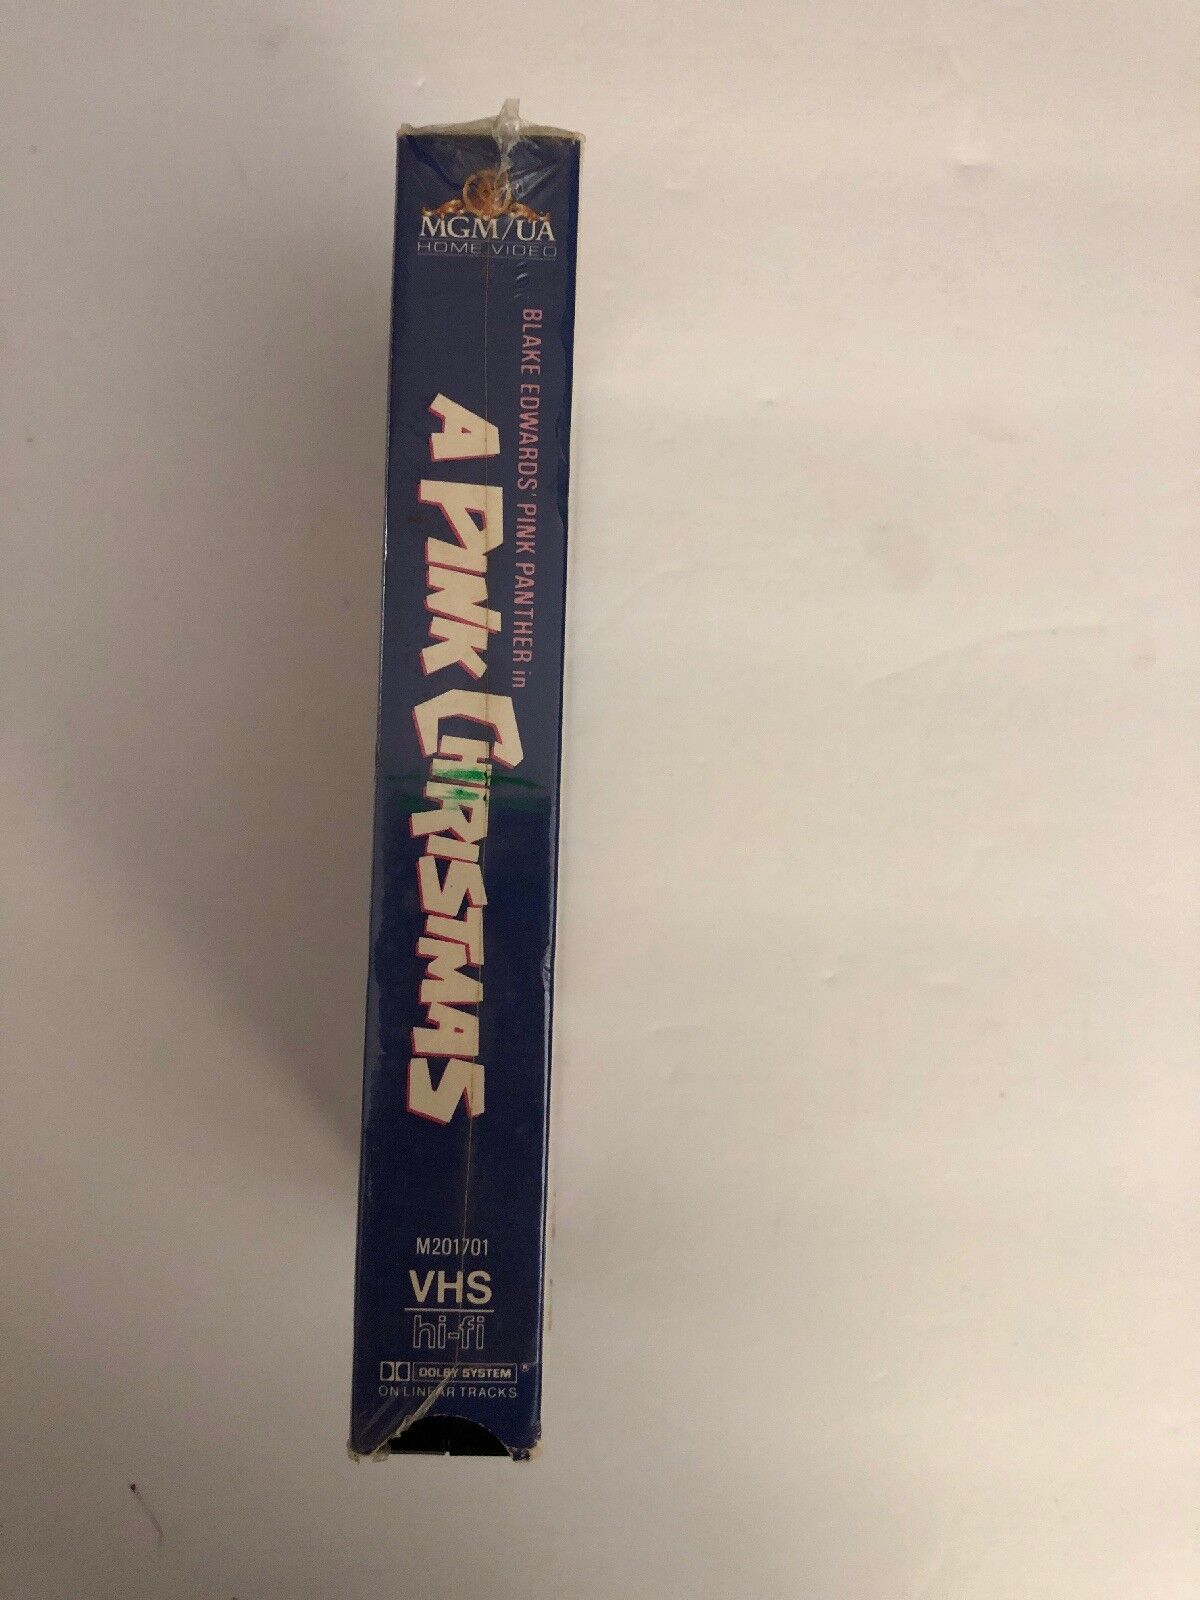 MGM/UA
HOME VIDEO
BLAKE EDWARDS' PINK PANTHER in
A PINK CHRISTMAS
M201701
VHS
hi-fi
DOLBY SYSTEM®
ON LINEAR TRACKS